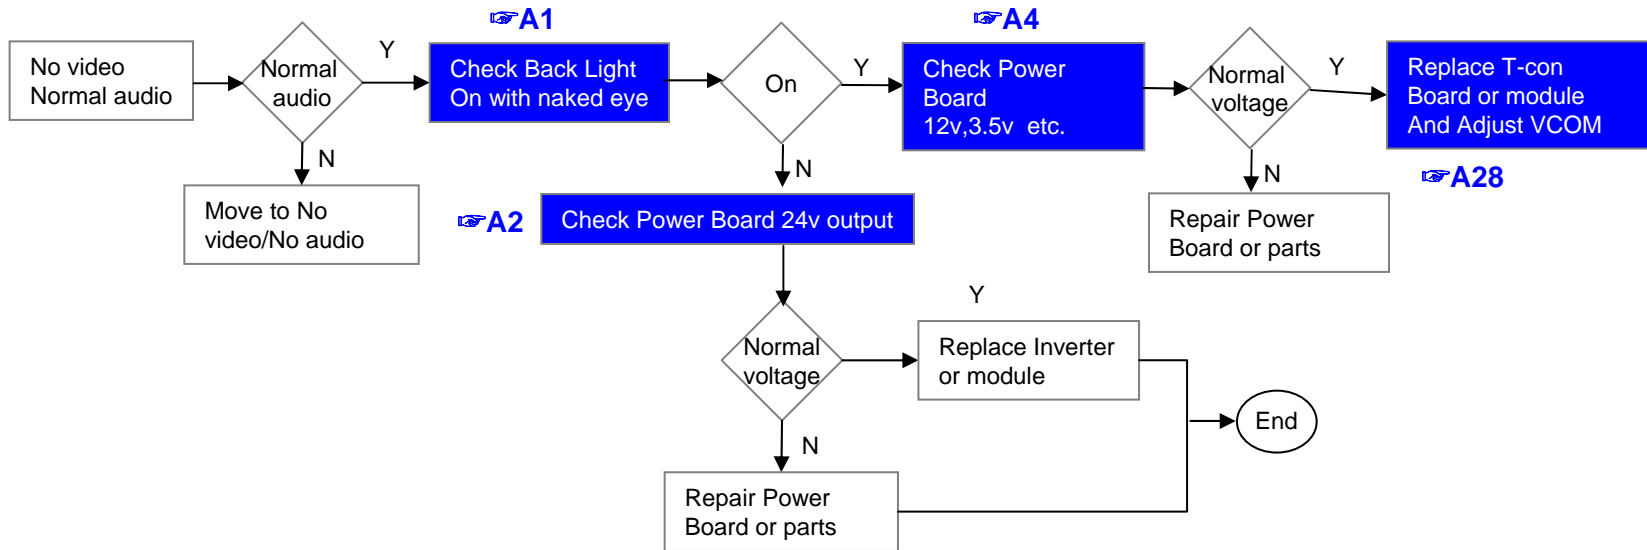 ☞A1
☞A4
No video
Normal audio
Normal
audio
Y
Check Back Light
On with naked eye
On
Y
Check Power
Board
12v,3.5v etc.
Normal
voltage
Y
Replace T-con
Board or module
And Adjust VCOM
N
N
N
☞A28
Move to No
video/No audio
☞A2
Check Power Board 24v output
Repair Power
Board or parts
Y
Normal
voltage
Replace Inverter
or module
End
N
Repair Power
Board or parts